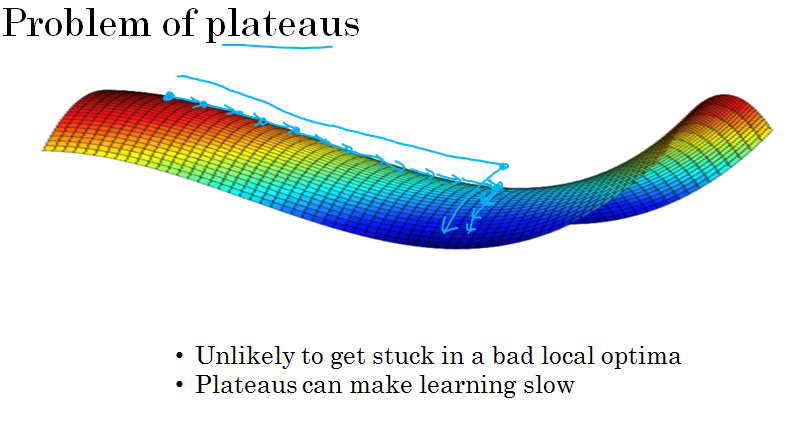 Problem of plateaus
• Unlikely to get stuck in a bad local optima
• Plateaus can make learning slow